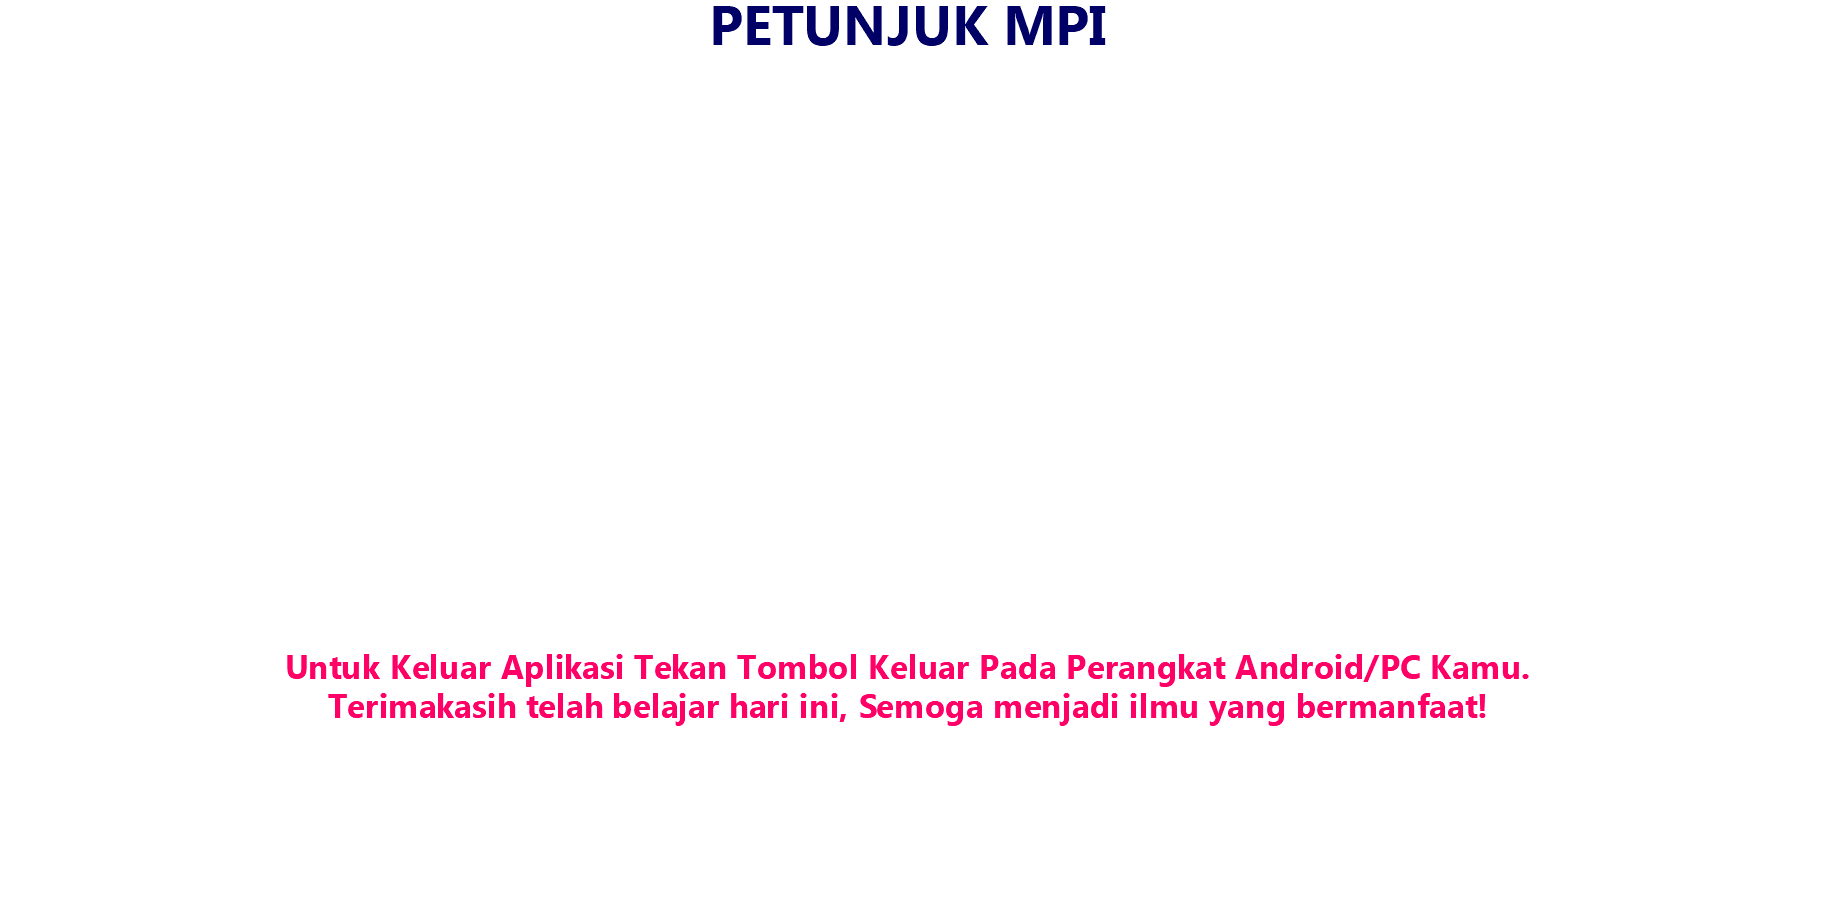 PETUNJUK MPI
Untuk Keluar Aplikasi Tekan Tombol Keluar Pada Perangkat Android/PC Kamu.
Terimakasih telah belajar hari ini, Semoga menjadi ilmu yang bermanfaat!